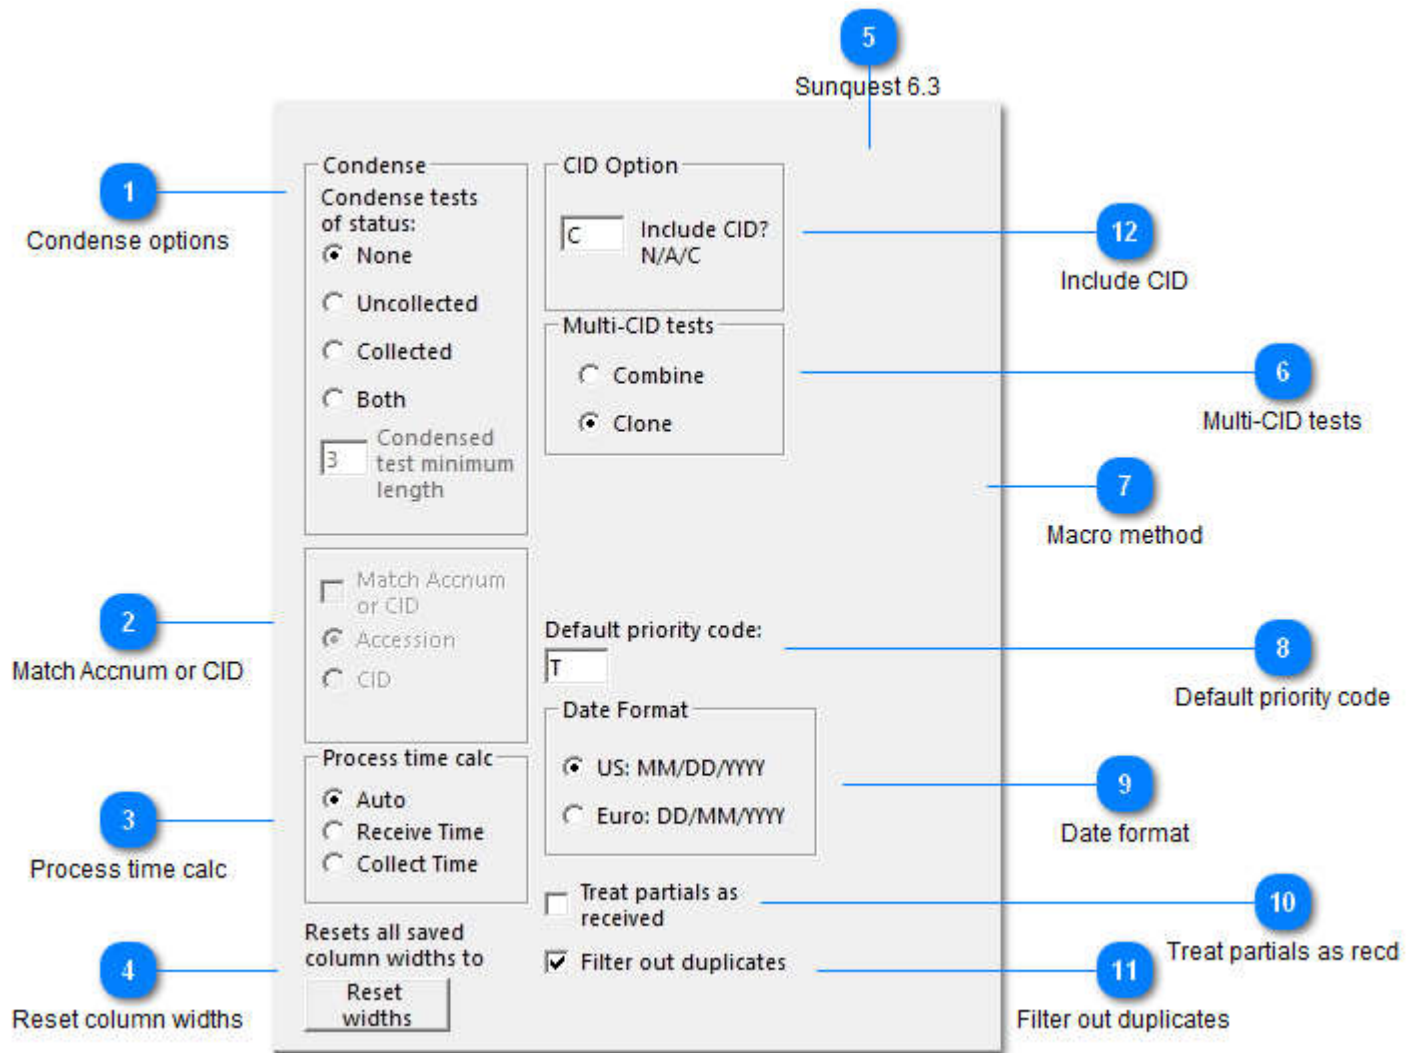 5
Sunquest 6.3
1
Condense options
Condense
Condense tests
of status:
None
Uncollected
Collected
Both
3
Condensed
test minimum
length
CID Option
C
Include CID?
N/A/C
12
Include CID
Multi-CID tests
Combine
Clone
6
Multi-CID tests
7
Macro method
2
Match Accnum or CID
Match Accnum
or CID
Accession
CID
Default priority code:
T
8
Default priority code
Date Format
US: MM/DD/YYYY
Euro: DD/MM/YYYY
9
Date format
3
Process time calc
Process time calc
Auto
Receive Time
Collect Time
Treat partials as
received
10
Treat partials as recd
4
Reset column widths
Resets all saved
column widths to
Reset
widths
Filter out duplicates
11
Filter out duplicates